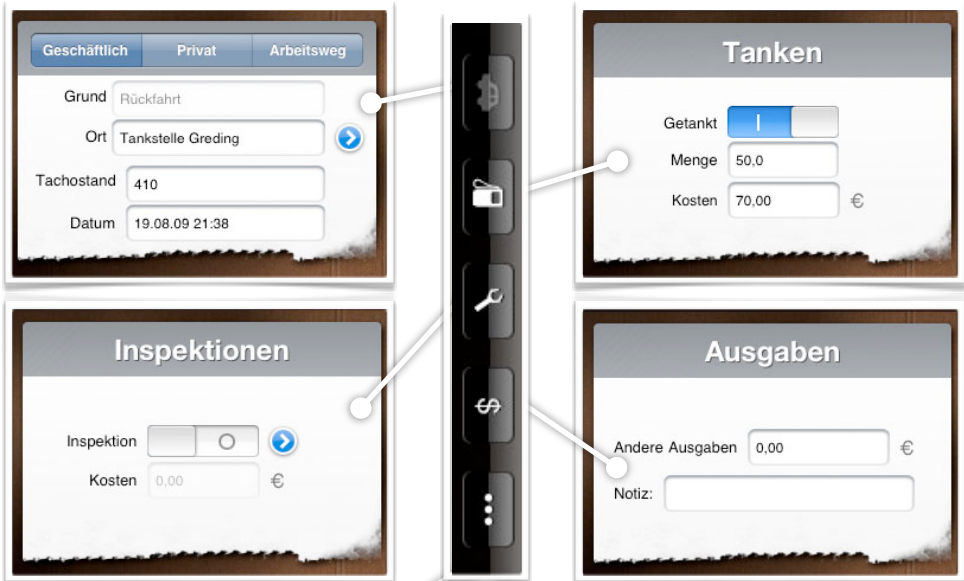 Geschäftlich Privat Arbeitsweg
Grund Rückfahrt
Ort Tankstelle Greding
Tachostand 410
Datum 19.08.09 21:38
Tanken
Getankt
Menge 50,0
Kosten 70,00 €
Inspektionen
Inspektion
Kosten 0,00 €
$
Ausgaben
Andere Ausgaben 0,00 €
Notiz: